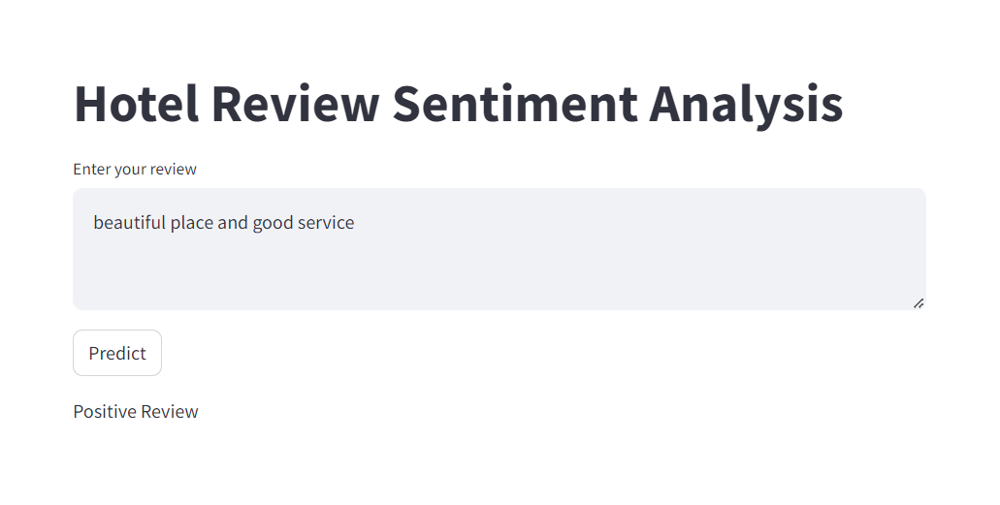 Hotel Review Sentiment Analysis
Enter your review
beautiful place and good service
Predict
Positive Review